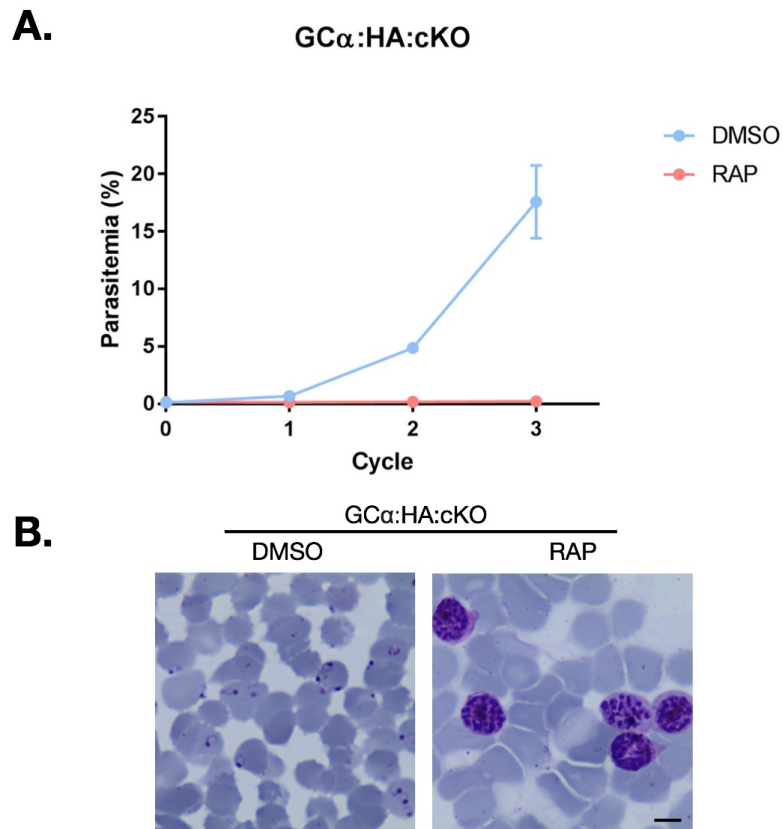 A.
GCα:HA:cKO
25
20
15
10
5
0
Parasitemia (%)
0 1 2 3
Cycle
DMSO
RAP
B.
GCα:HA:cKO
DMSO RAP